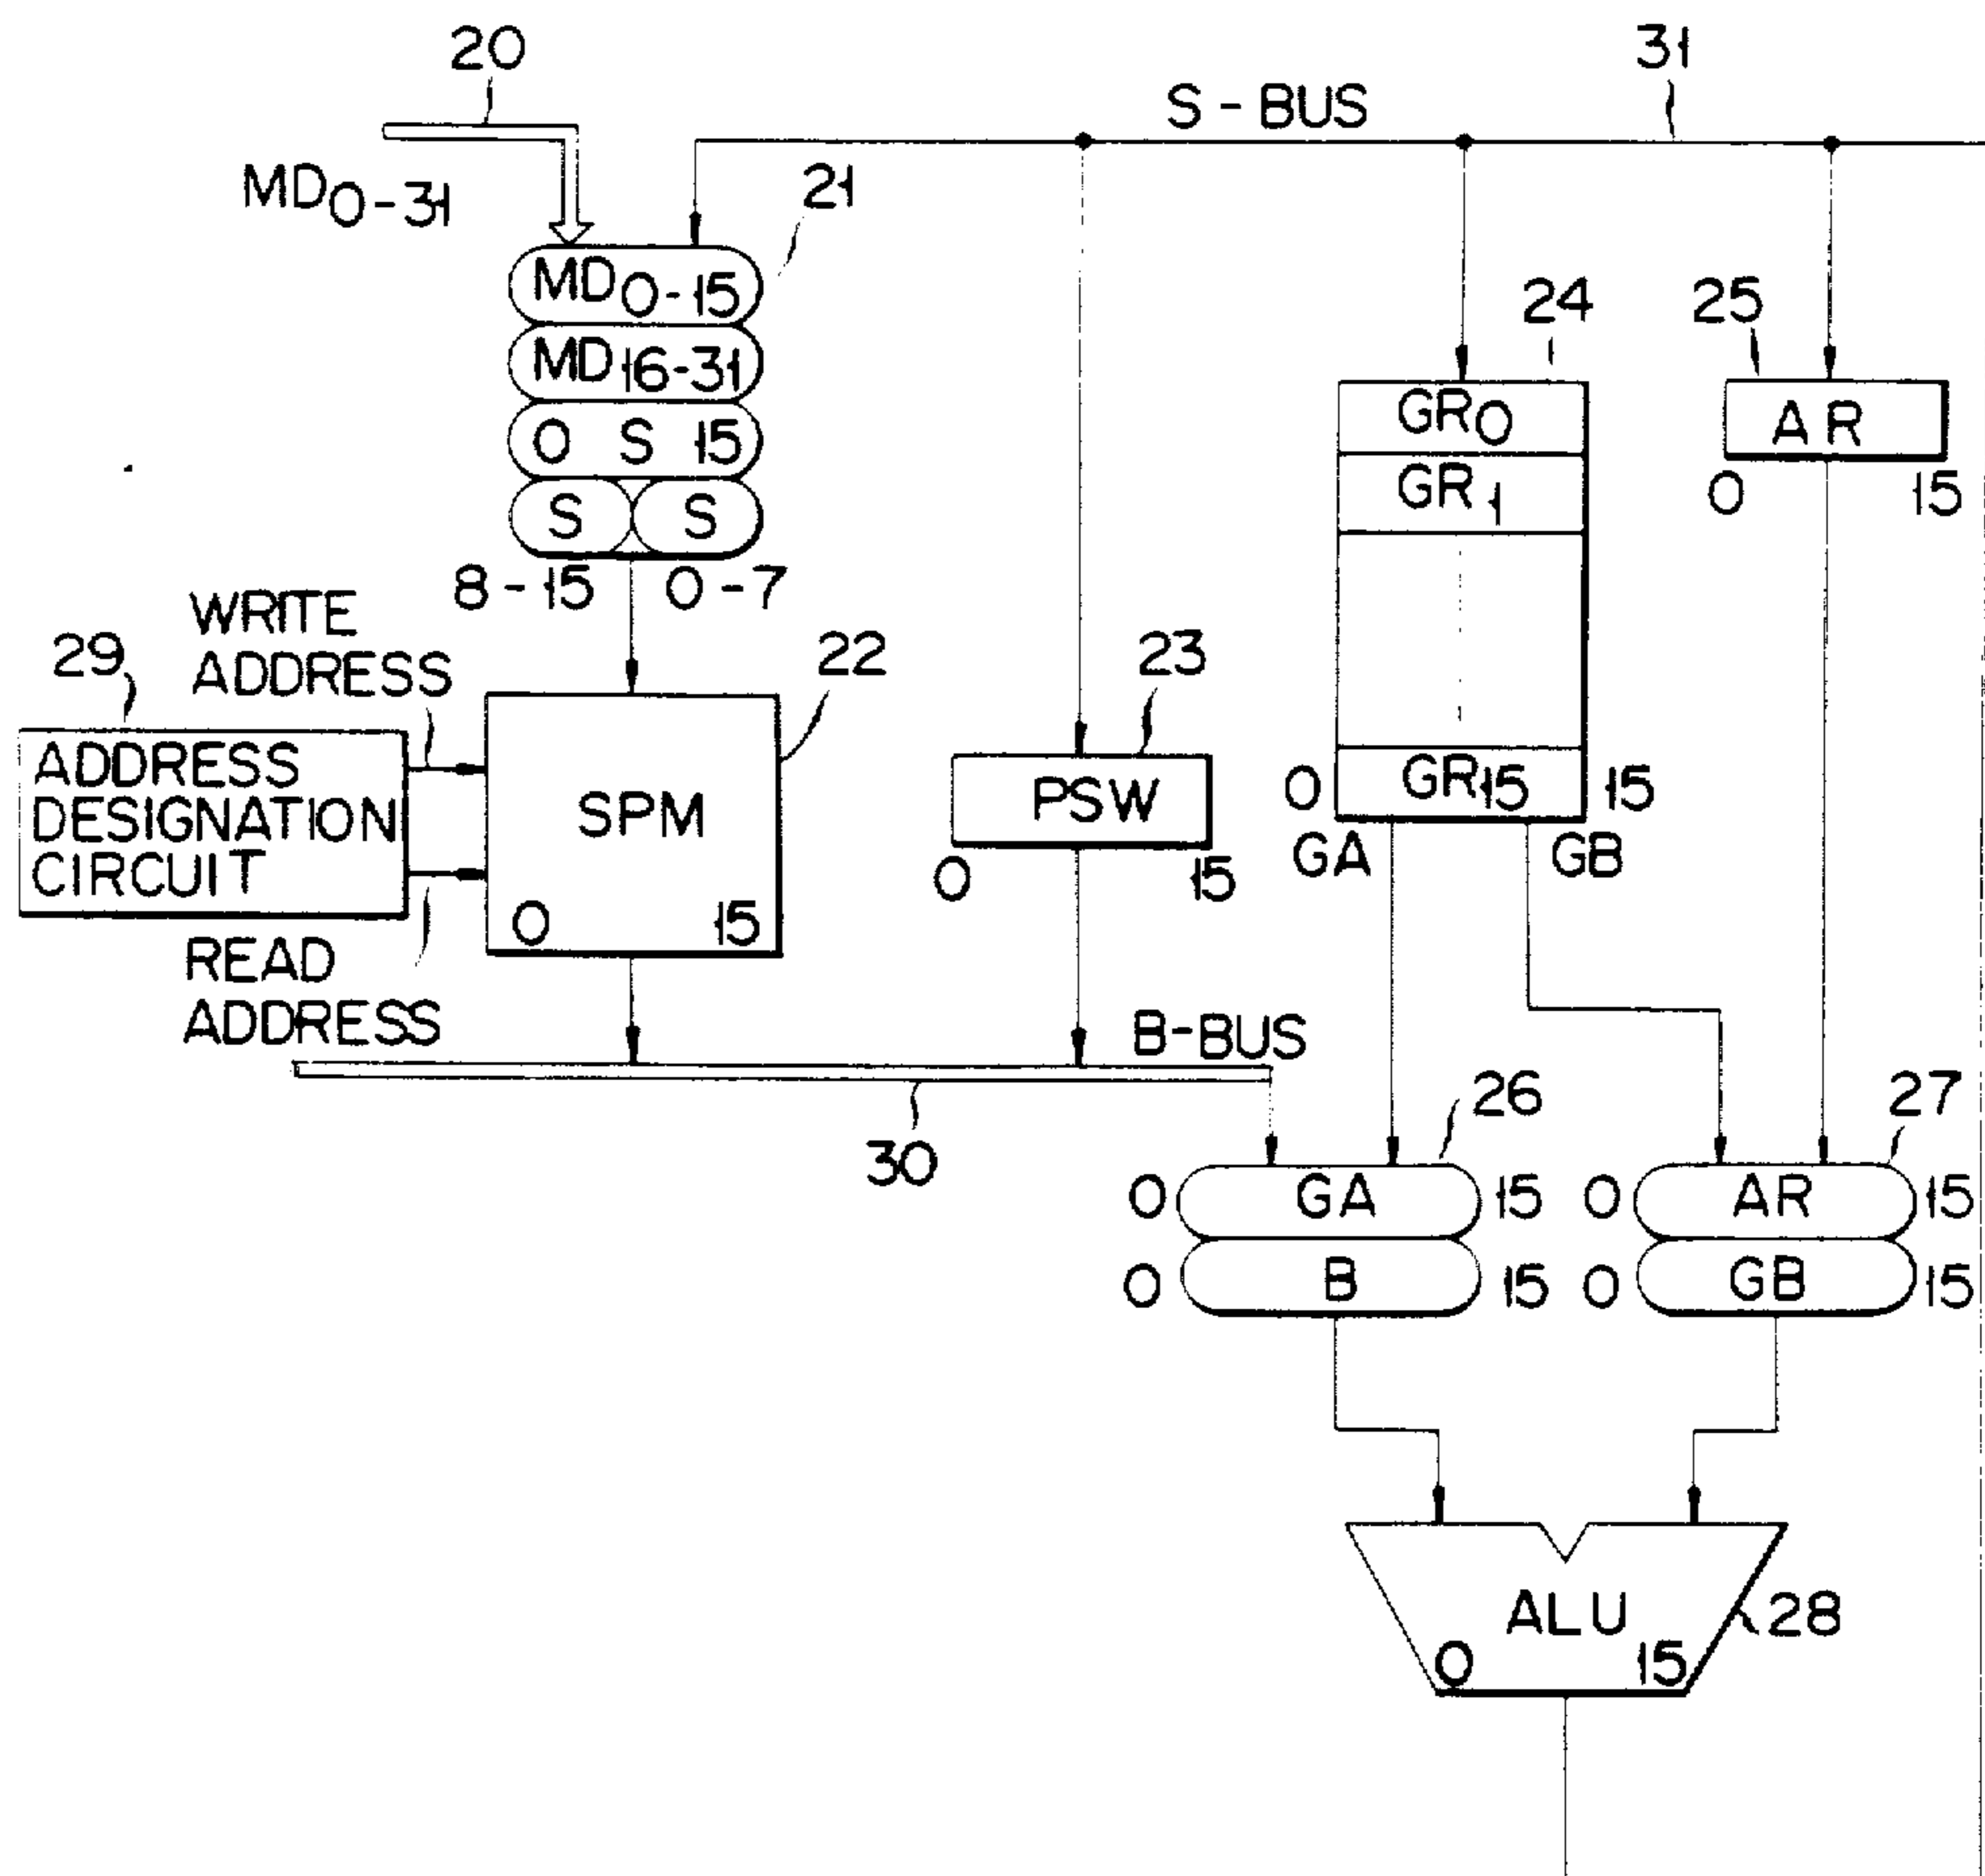 20
31
S-BUS
MD0-31
21
MD0-15
MD16-31
0 S 15
S S
8-15 0-7
24
25
GR0
GR1
GR15
0 15
GA GB
AR
0 15
WRITE
ADDRESS
29
22
23
ADDRESS
DESIGNATION
CIRCUIT
SPM
0 15
PSW
0 15
READ
ADDRESS
B-BUS
30
26
27
0 GA 15
0 B 15
0 AR 15
0 GB 15
ALU
0 15
28